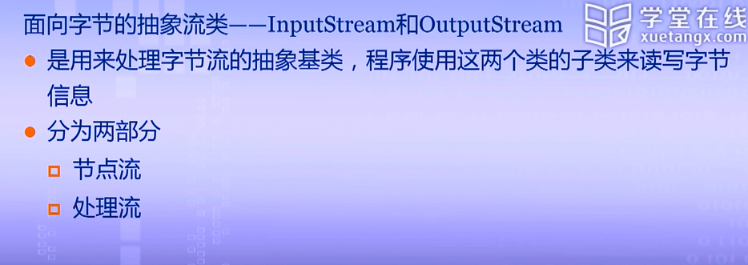 面向字节的抽象流类——InputStream和OutputStream
学堂在线
xuetangx.com
是用来处理字节流的抽象基类，程序使用这两个类的子类来读写字节
信息
分为两部分
节点流
处理流